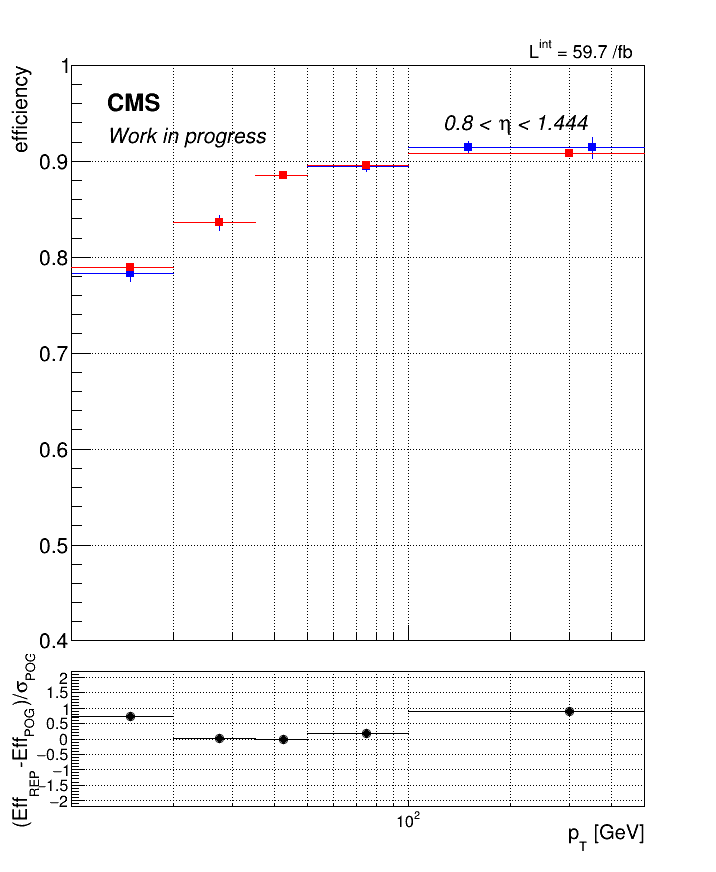 L^int = 59.7 /fb
efficiency
CMS
Work in progress
0.8 < η < 1.444
1
0.9
0.8
0.7
0.6
0.5
0.4
(Eff_REP -Eff_POG)/σ_POG
2
1.5
1
0.5
0
−0.5
−1
−1.5
−2
10^2
p_T [GeV]